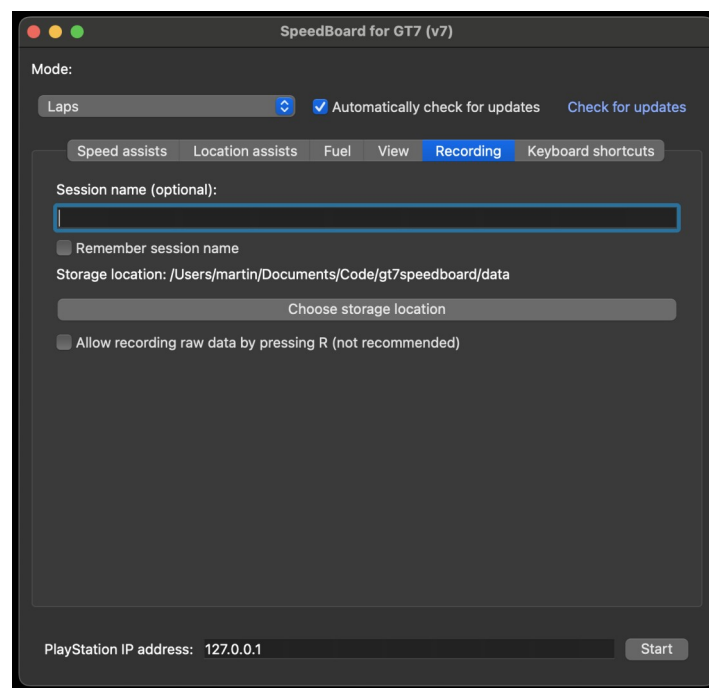 SpeedBoard for GT7 (v7)
Mode:
Laps Automatically check for updates Check for updates
Speed assists Location assists Fuel View Recording Keyboard shortcuts
Session name (optional):
Remember session name
Storage location: /Users/martin/Documents/Code/gt7speedboard/data
Choose storage location
Allow recording raw data by pressing R (not recommended)
PlayStation IP address: 127.0.0.1 Start